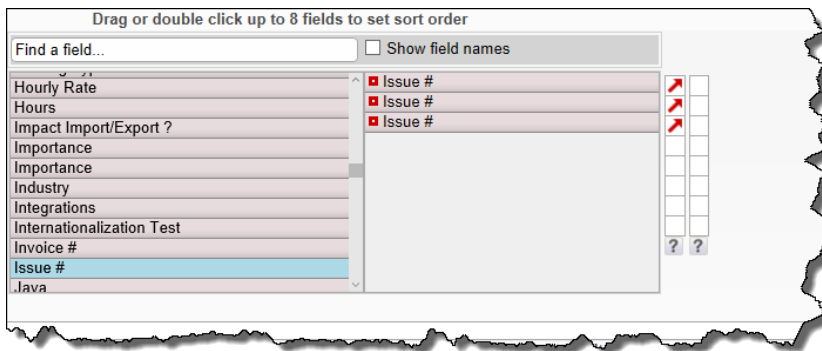 Drag or double click up to 8 fields to set sort order
Find a field...
Show field names
Hourly Rate
Hours
Impact Import/Export ?
Importance
Importance
Industry
Integrations
Internationalization Test
Invoice #
Issue #
Java
Issue #
Issue #
Issue #
? ?